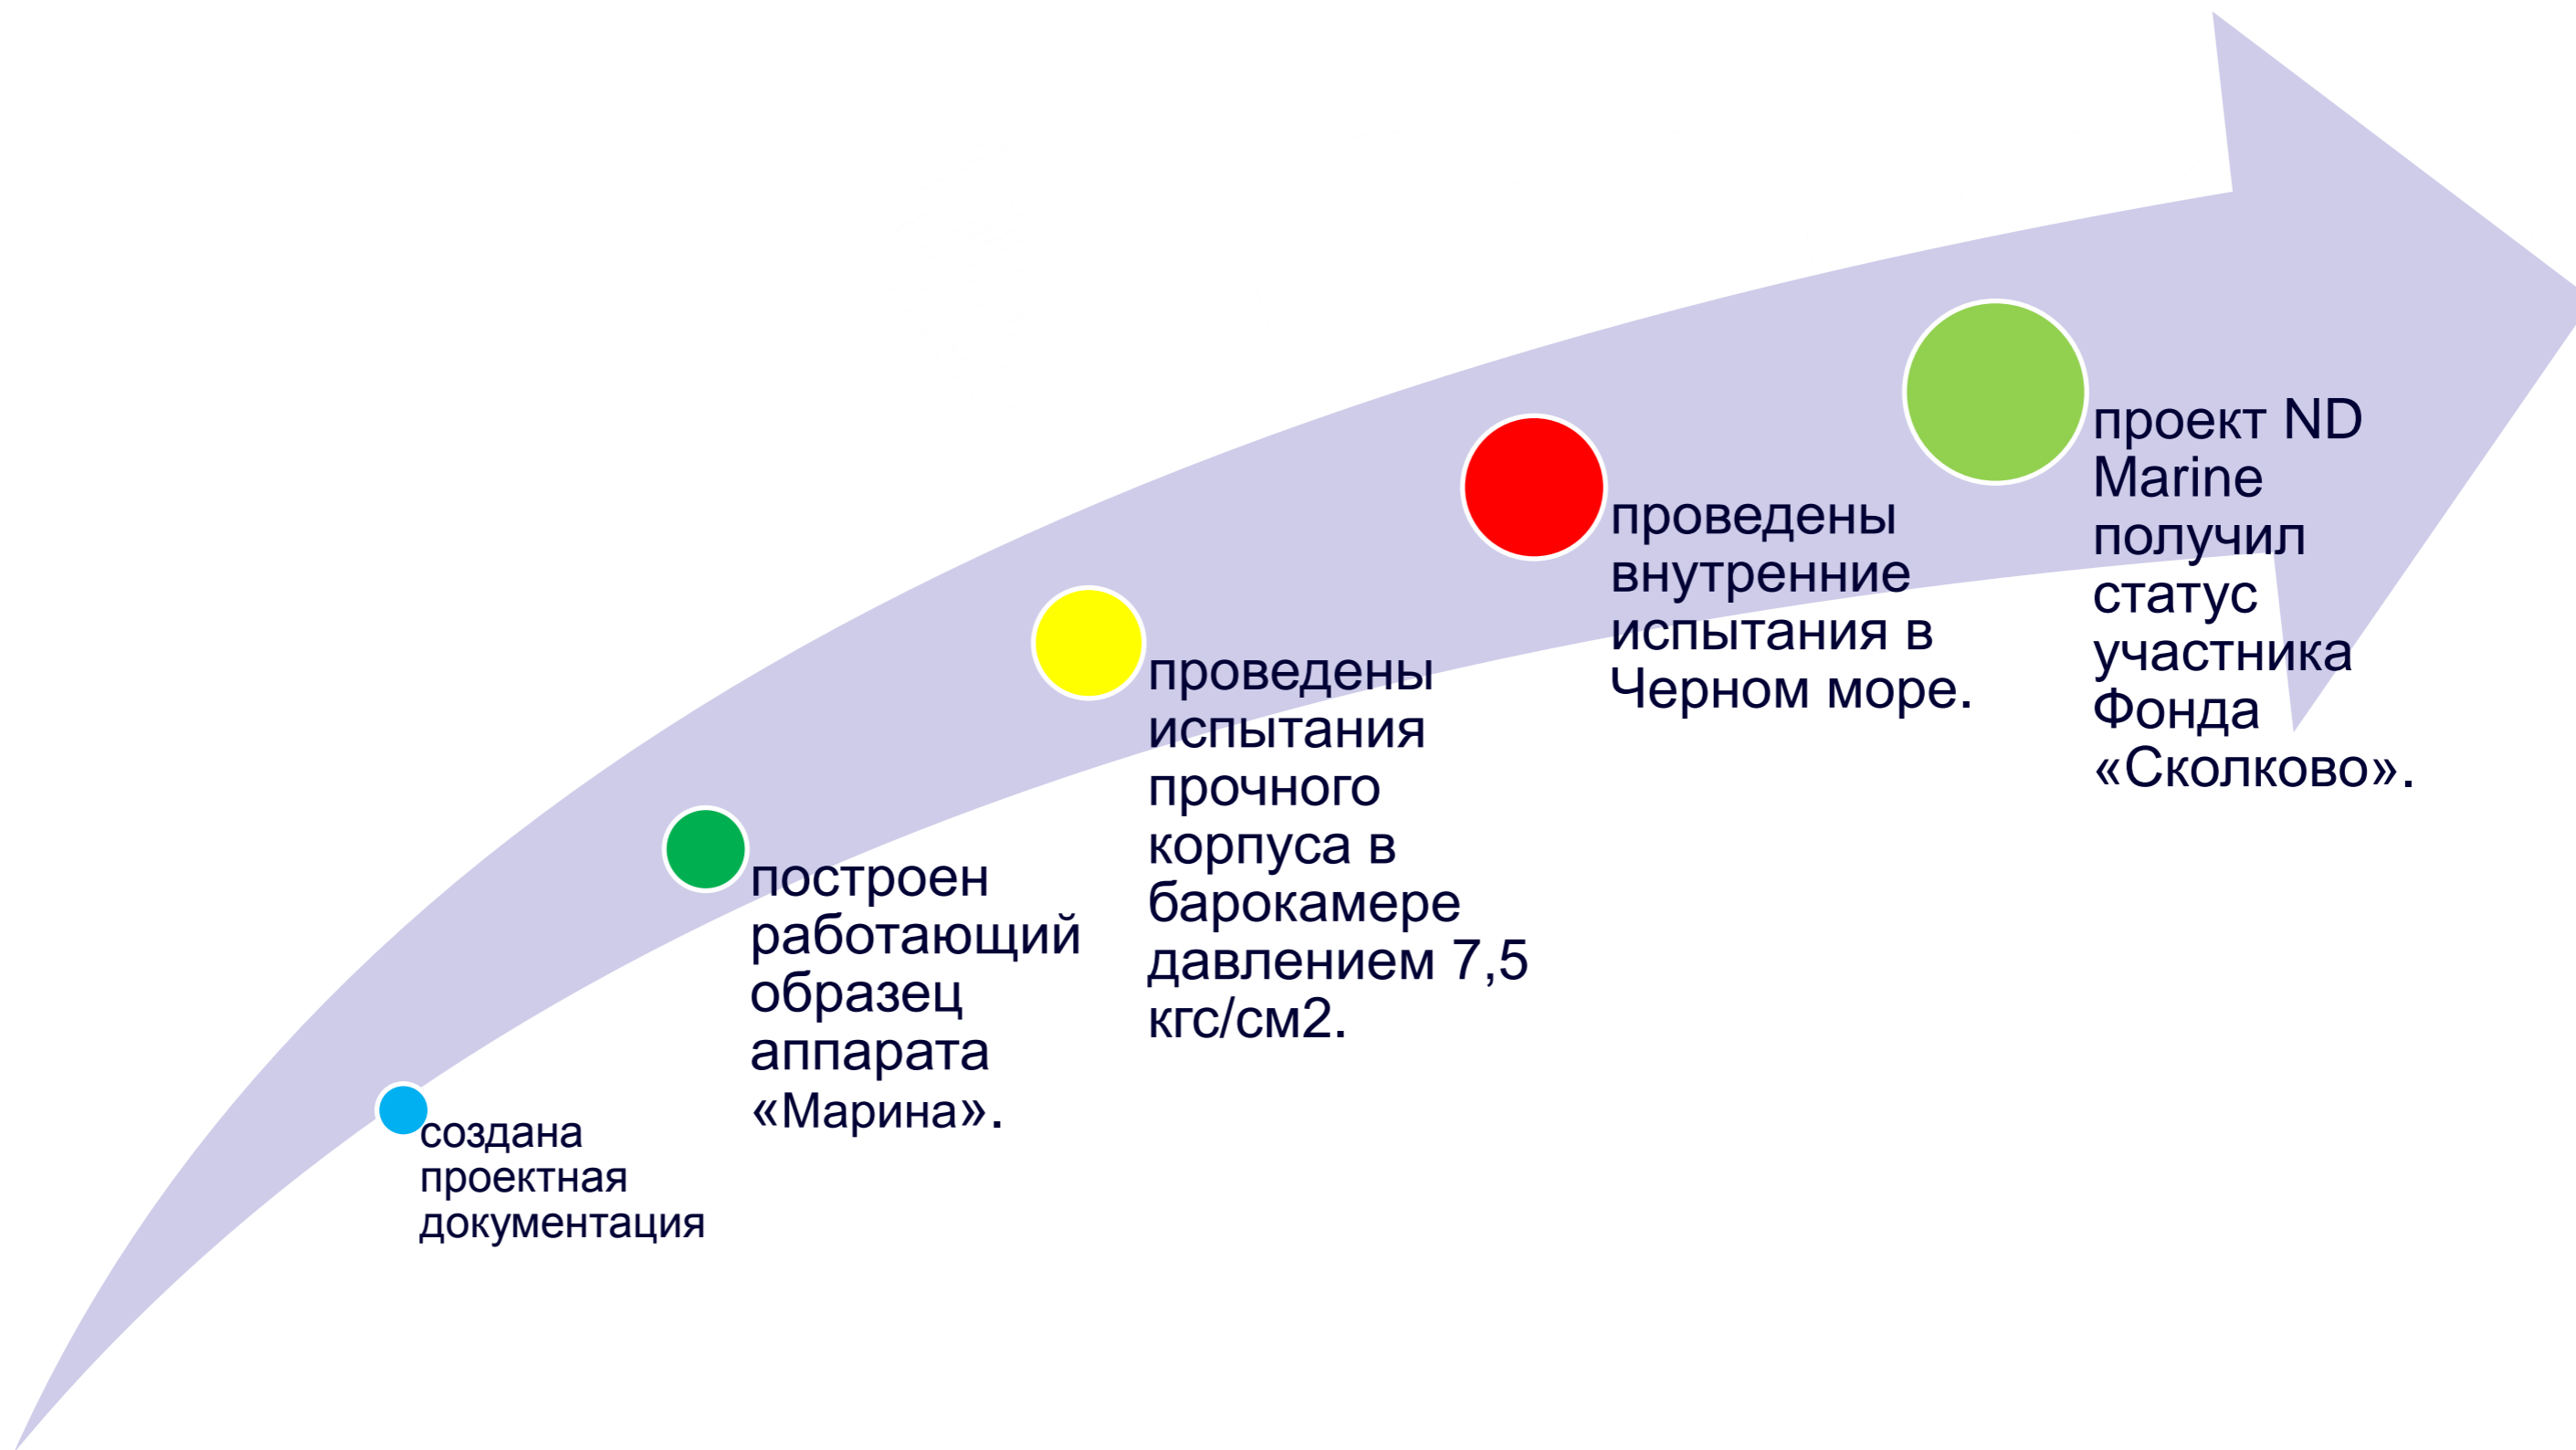 создана
проектная
документация
построен
работающий
образец
аппарата
«Марина».
проведены
испытания
прочного
корпуса в
барокамере
давлением 7,5
кгс/см2.
проведены
внутренние
испытания в
Черном море.
проект ND
Marine
получил
статус
участника
Фонда
«Сколково».